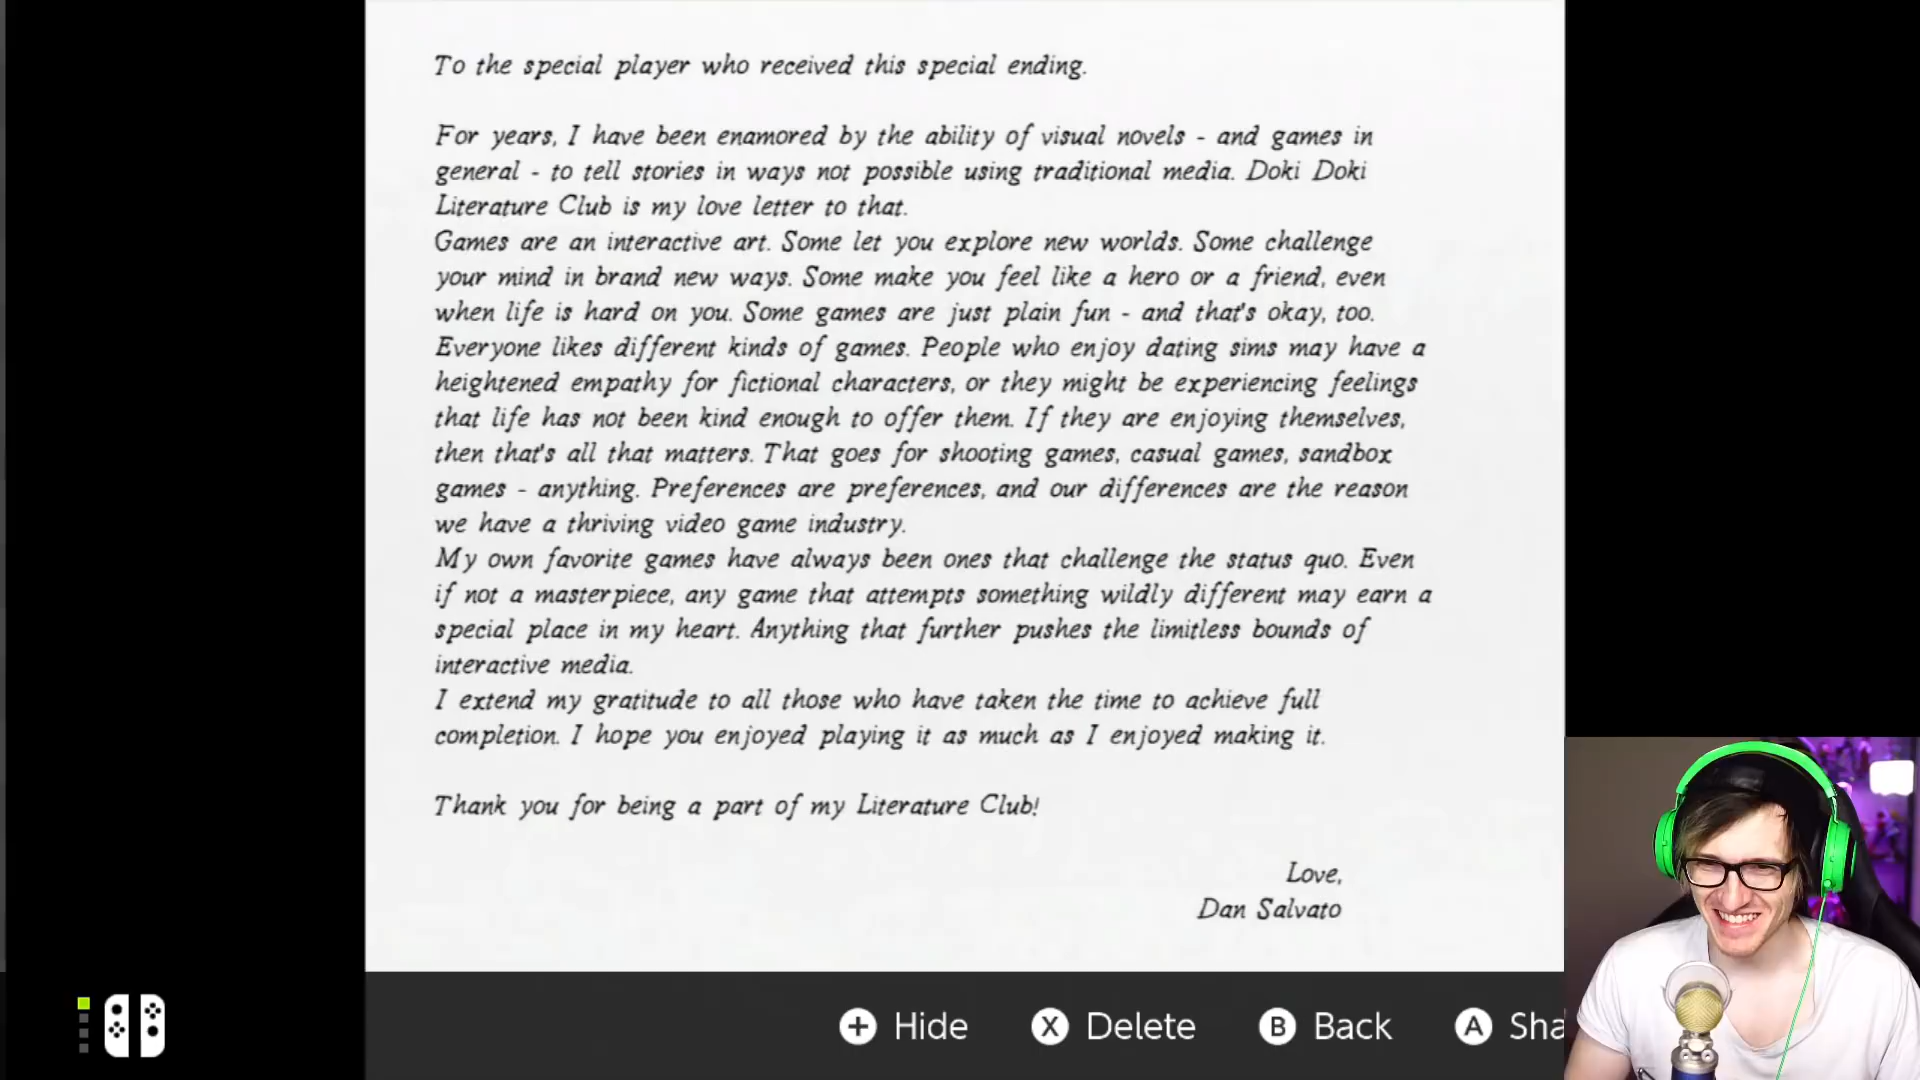 To the special player who received this special ending.
For years, I have been enamored by the ability of visual novels - and games in
general - to tell stories in ways not possible using traditional media. Doki Doki
Literature Club is my love letter to that.
Games are an interactive art. Some let you explore new worlds. Some challenge
your mind in brand new ways. Some make you feel like a hero or a friend, even
when life is hard on you. Some games are just plain fun - and that's okay, too.
Everyone likes different kinds of games. People who enjoy dating sims may have a
heightened empathy for fictional characters, or they might be experiencing feelings
that life has not been kind enough to offer them. If they are enjoying themselves,
then that's all that matters. That goes for shooting games, casual games, sandbox
games - anything. Preferences are preferences, and our differences are the reason
we have a thriving video game industry.
My own favorite games have always been ones that challenge the status quo. Even
if not a masterpiece, any game that attempts something wildly different may earn a
special place in my heart. Anything that further pushes the limitless bounds of
interactive media.
I extend my gratitude to all those who have taken the time to achieve full
completion. I hope you enjoyed playing it as much as I enjoyed making it.
Thank you for being a part of my Literature Club!
Love,
Dan Salvato
+ Hide X Delete B Back A Sha